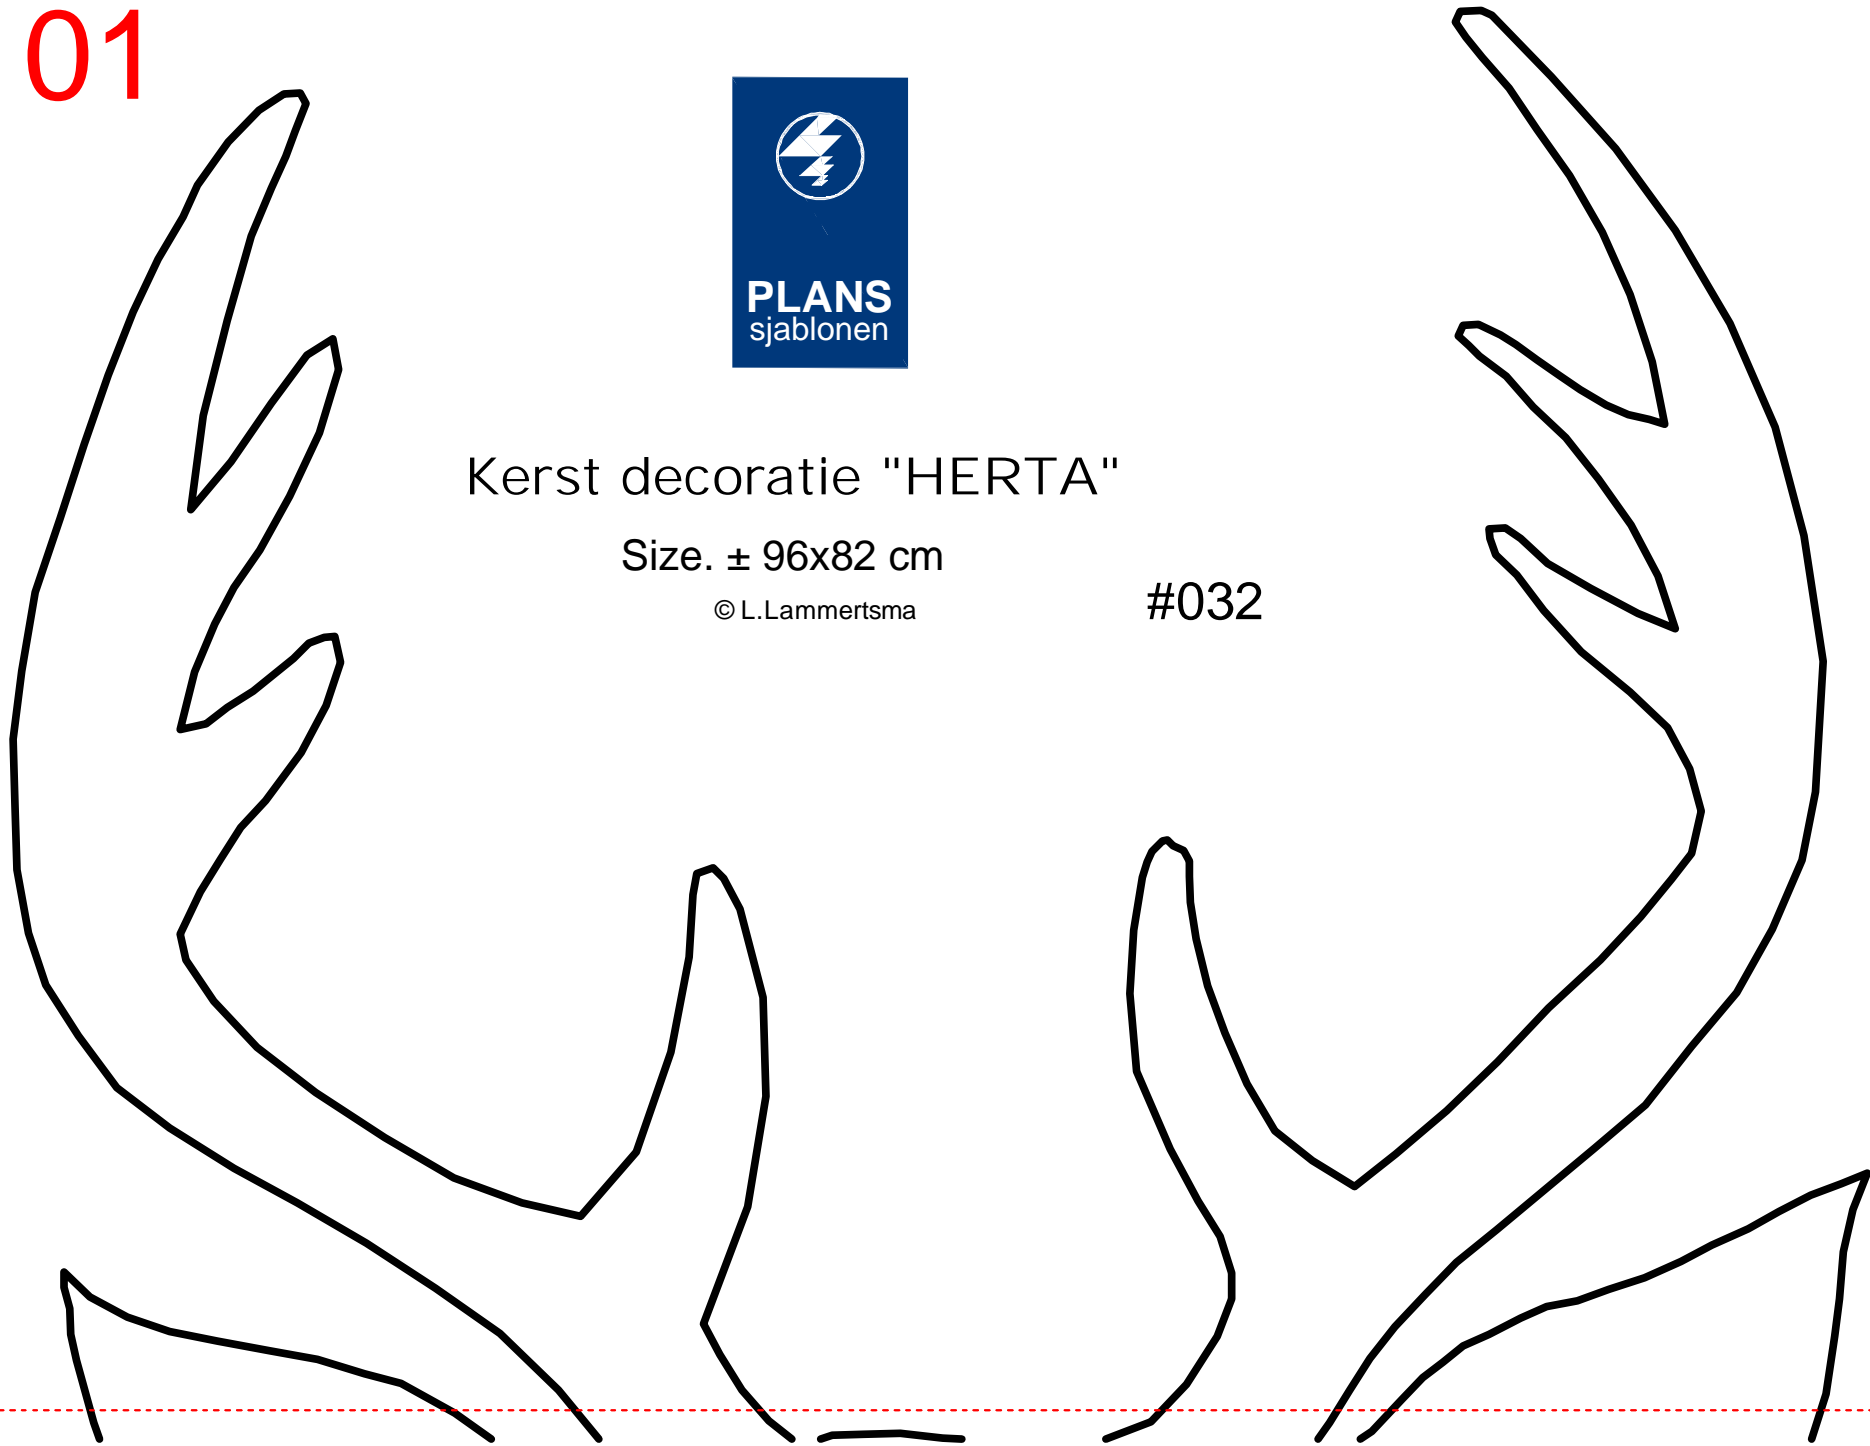 01
PLANS
sjablonen
Kerst decoratie "HERTA"
Size. ± 96x82 cm
© L.Lammertsma
#032